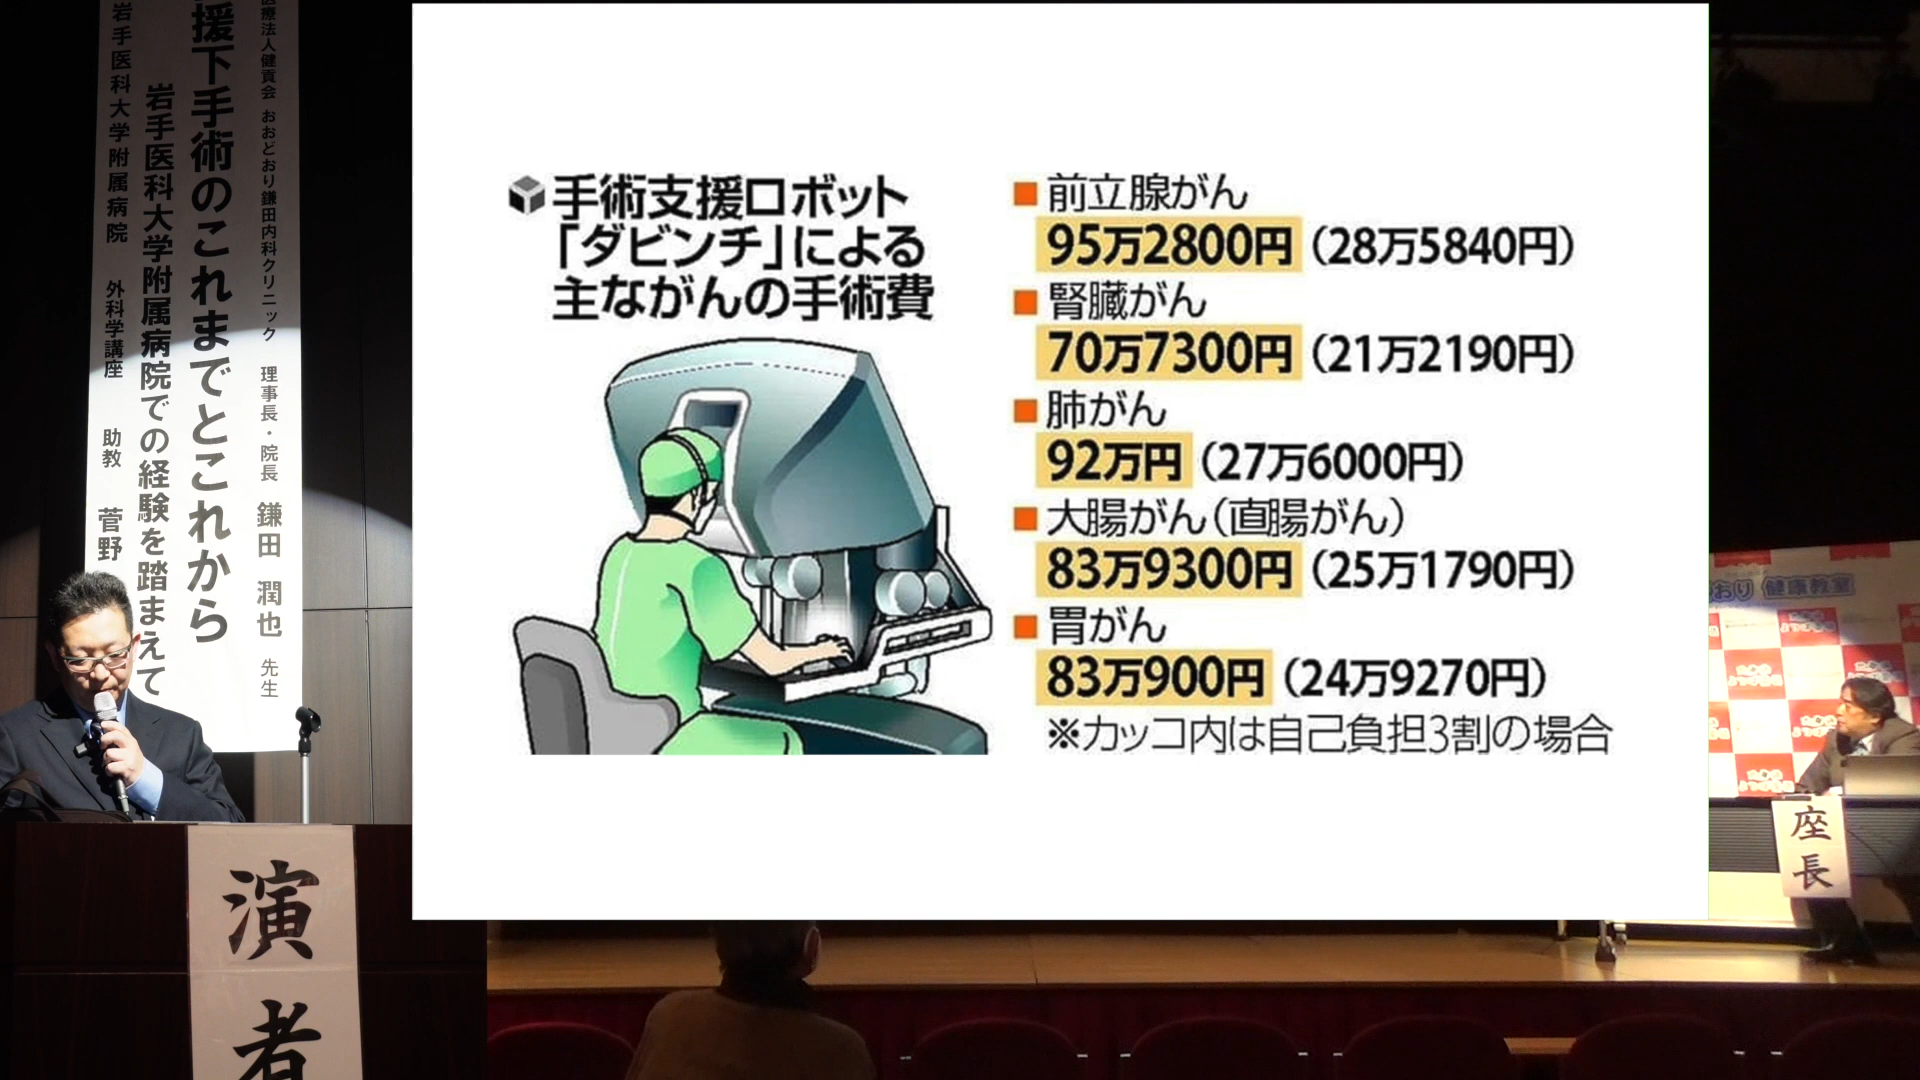 医療法人健貢会 おおどおり鎌田内科クリニック 理事長・院長 鎌田 潤也 先生
援下手術のこれまでとこれから
岩手医科大学附属病院での経験を踏まえて
岩手医科大学附属病院 外科学講座 助教 菅野
手術支援ロボット
「ダビンチ」による
主ながんの手術費
前立腺がん
95万2800円(28万5840円)
腎臓がん
70万7300円(21万2190円)
肺がん
92万円(27万6000円)
大腸がん(直腸がん)
83万9300円(25万1790円)
胃がん
83万900円(24万9270円)
※カッコ内は自己負担3割の場合
おり 健康教室
座長
演者